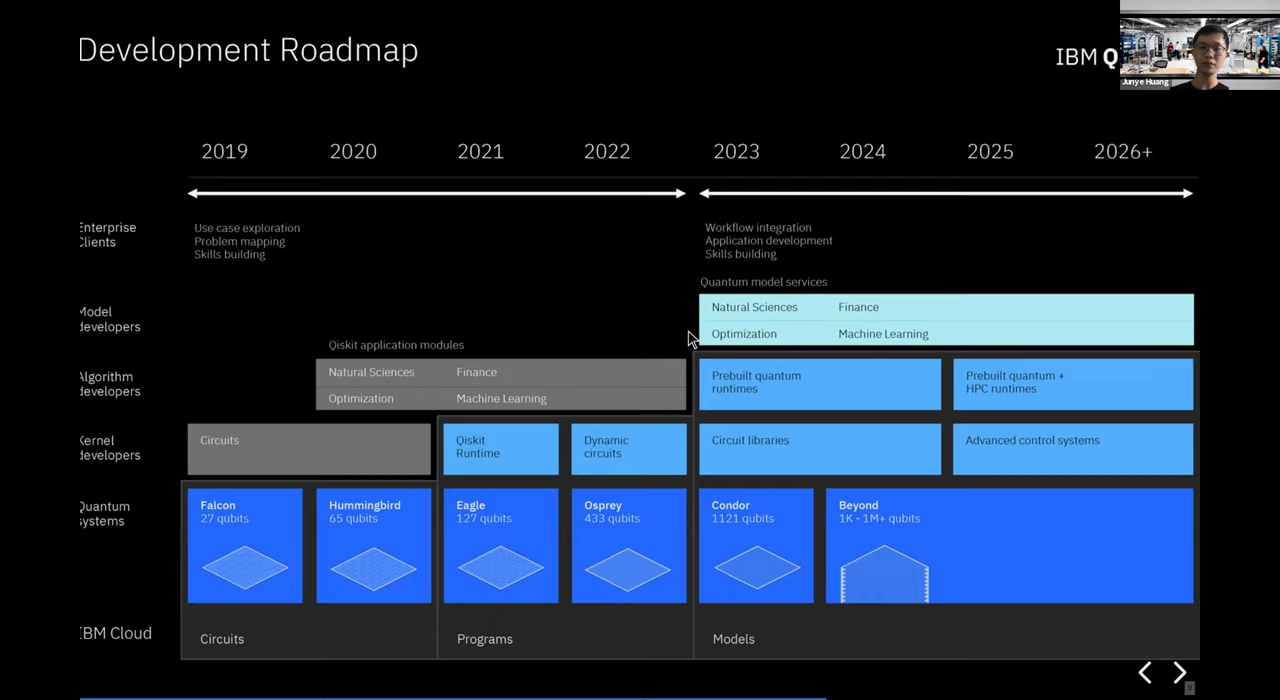 Development Roadmap
IBM Q
Junye Huang
2019 2020 2021 2022 2023 2024 2025 2026+
Enterprise
Clients
Use case exploration
Problem mapping
Skills building
Workflow integration
Application development
Skills building
Quantum model services
Model
developers
Natural Sciences Finance
Optimization Machine Learning
Qiskit application modules
Algorithm
developers
Natural Sciences Finance
Optimization Machine Learning
Prebuilt quantum
runtimes
Prebuilt quantum +
HPC runtimes
Kernel
developers
Circuits
Qiskit
Runtime
Dynamic
circuits
Circuit libraries
Advanced control systems
Quantum
systems
Falcon
27 qubits
Hummingbird
65 qubits
Eagle
127 qubits
Osprey
433 qubits
Condor
1121 qubits
Beyond
1K - 1M+ qubits
IBM Cloud
Circuits
Programs
Models